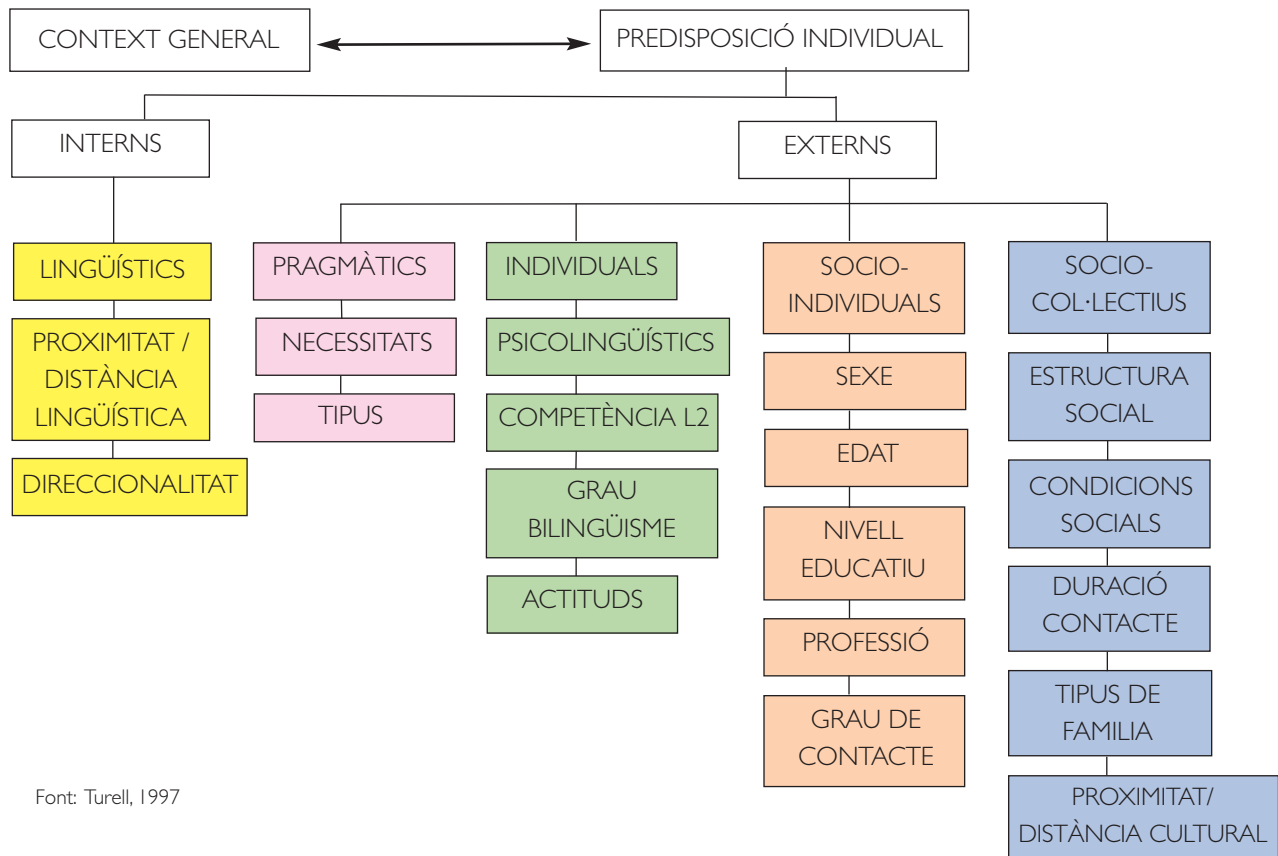 CONTEXT GENERAL
PREDISPOSICIÓ INDIVIDUAL
INTERNS
EXTERNS
LINGÜÍSTICS
PROXIMITAT /
DISTÀNCIA
LINGÜÍSTICA
DIRECCIONALITAT
PRAGMÀTICS
NECESSITATS
TIPUS
INDIVIDUALS
PSICOLINGÜÍSTICS
COMPETÈNCIA L2
GRAU
BILINGÜISME
ACTITUDS
SOCIO-
INDIVIDUALS
SEXE
EDAT
NIVELL
EDUCATIU
PROFESSIÓ
GRAU DE
CONTACTE
SOCIO-
COL·LECTIUS
ESTRUCTURA
SOCIAL
CONDICIONS
SOCIALS
DURACIÓ
CONTACTE
TIPUS DE
FAMILIA
PROXIMITAT/
DISTÀNCIA CULTURAL
Font: Turell, 1997